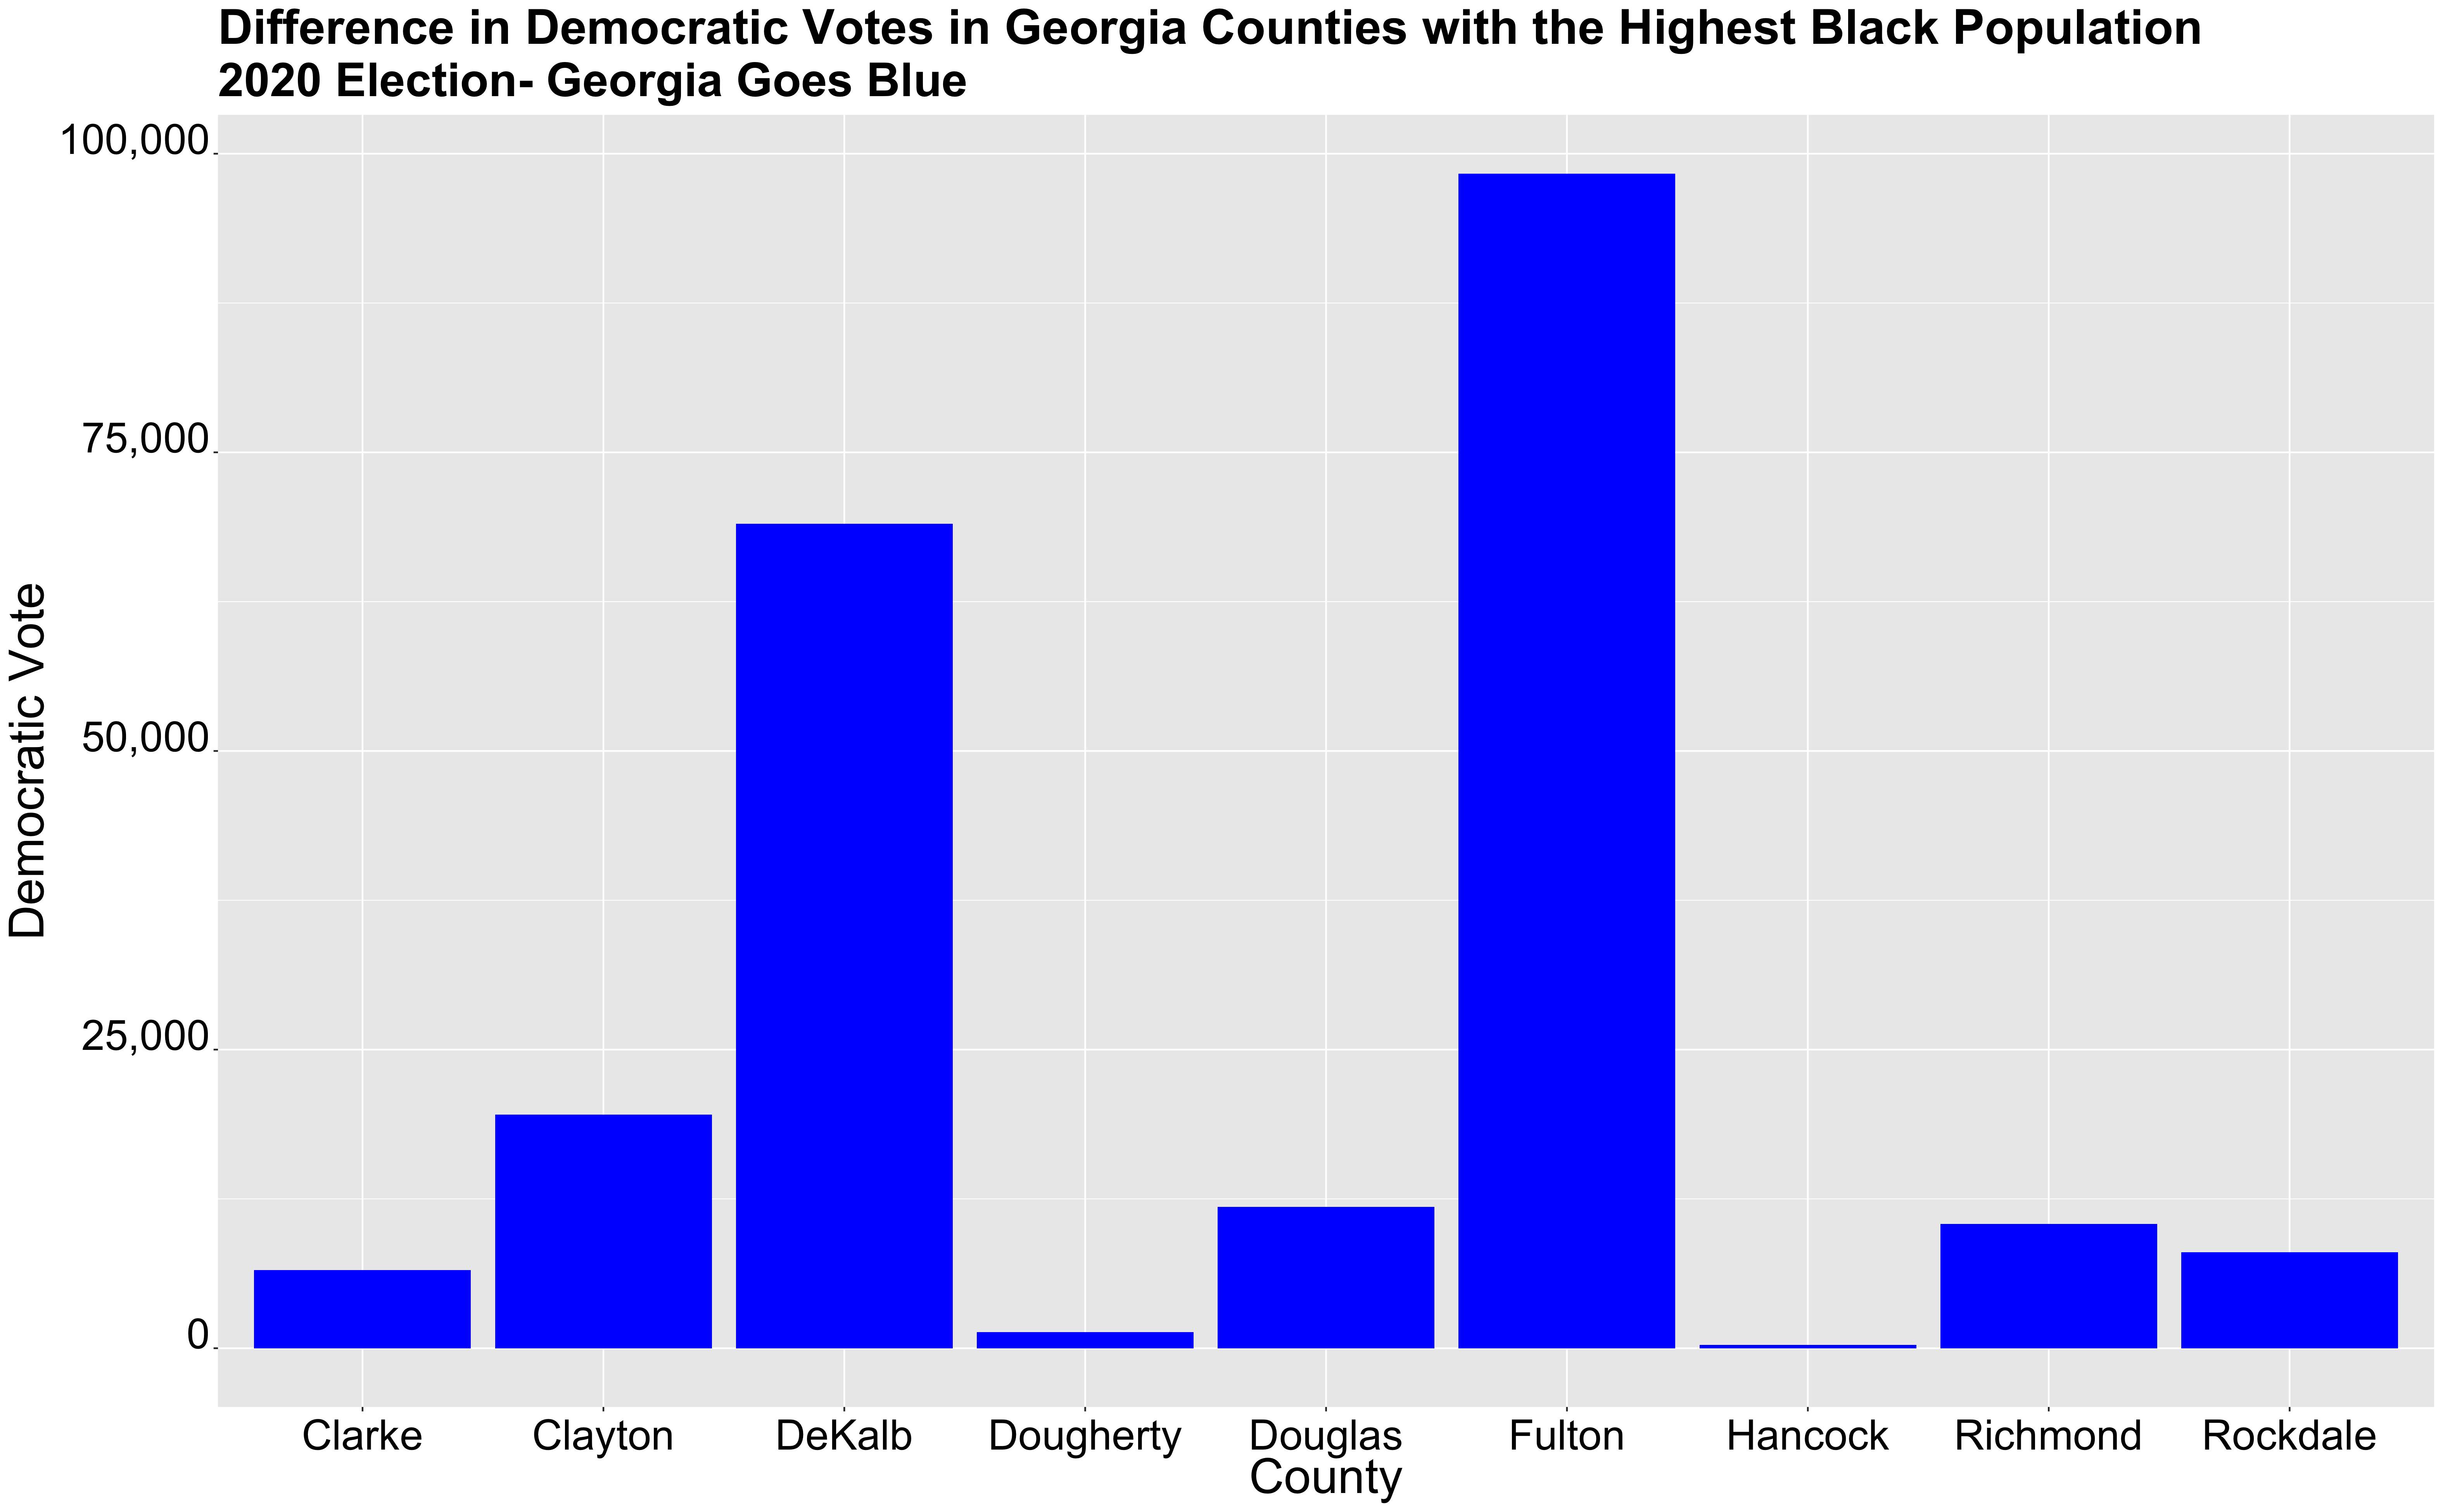 Difference in Democratic Votes in Georgia Counties with the Highest Black Population
2020 Election- Georgia Goes Blue
100,000
75,000
50,000
25,000
0
Democratic Vote
Clarke Clayton DeKalb Dougherty Douglas Fulton Hancock Richmond Rockdale
County